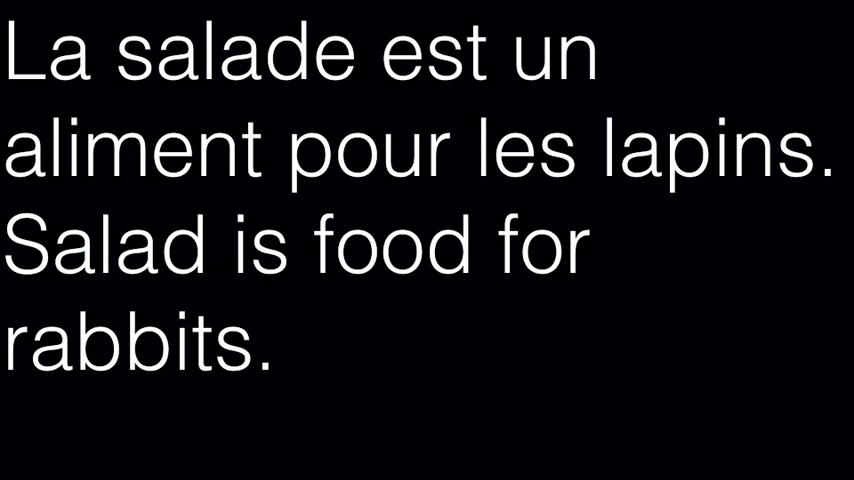 La salade est un
aliment pour les lapins.
Salad is food for
rabbits.